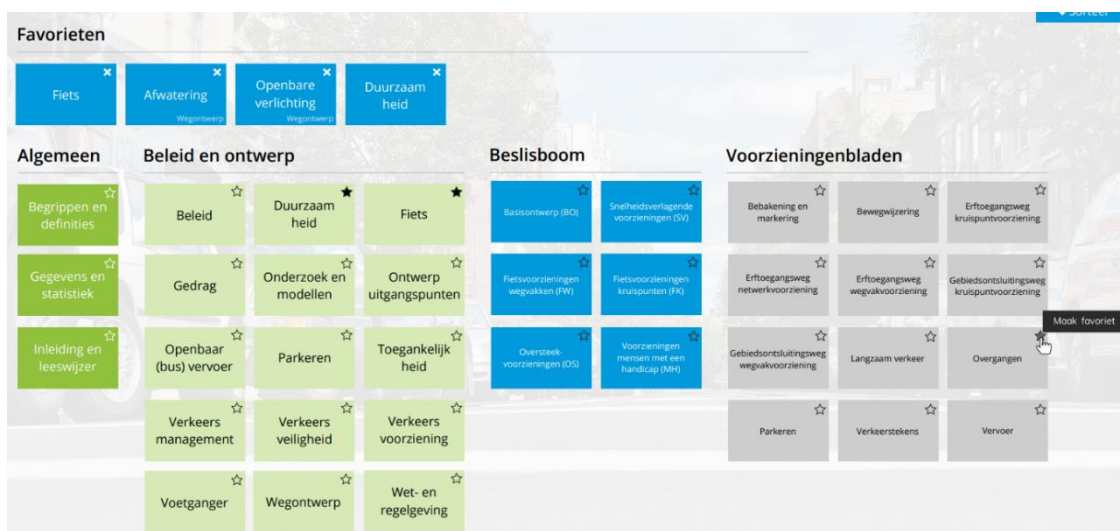 Sorteer
Favorieten
Fiets
Afwatering
Wegontwerp
Openbare
verlichting
Wegontwerp
Duurzaam
heid
Algemeen
Begrippen en
definities
Gegevens en
statistiek
Inleiding en
leeswijzer
Beleid en ontwerp
Beleid
Duurzaam
heid
Fiets
Gedrag
Onderzoek en
modellen
Ontwerp
uitgangspunten
Openbaar
(bus) vervoer
Parkeren
Toegankelijk
heid
Verkeers
management
Verkeers
veiligheid
Verkeers
voorziening
Voetganger
Wegontwerp
Wet- en
regelgeving
Beslisboom
Basisontwerp (BO)
Snelheidsverlagende
voorzieningen (SV)
Fietsvoorzieningen
wegvakken (FW)
Fietsvoorzieningen
kruispunten (FK)
Oversteek-
voorzieningen (OS)
Voorzieningen
mensen met een
handicap (MH)
Voorzieningenbladen
Bebakening en
markering
Bewegwijzering
Erftoegangsweg
kruispuntvoorziening
Erftoegangsweg
netwerkvoorziening
Erftoegangsweg
wegvakvoorziening
Gebiedsontsluitingsweg
kruispuntvoorziening
Maak favoriet
Gebiedsontsluitingsweg
wegvakvoorziening
Langzaam verkeer
Overgangen
Parkeren
Verkeerstekens
Vervoer